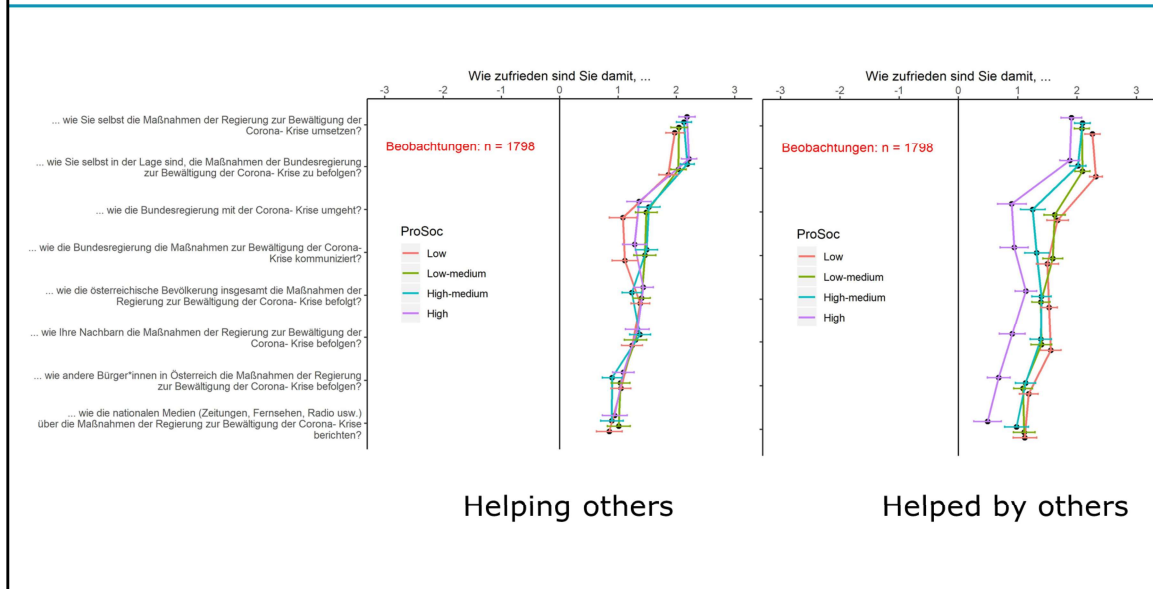 Wie zufrieden sind Sie damit, ...
-3 -2 -1 0 1 2 3
... wie Sie selbst die Maßnahmen der Regierung zur Bewältigung der
Corona- Krise umsetzen?
... wie Sie selbst in der Lage sind, die Maßnahmen der Bundesregierung
zur Bewältigung der Corona- Krise zu befolgen?
... wie die Bundesregierung mit der Corona- Krise umgeht?
... wie die Bundesregierung die Maßnahmen zur Bewältigung der Corona-
Krise kommuniziert?
... wie die österreichische Bevölkerung insgesamt die Maßnahmen der
Regierung zur Bewältigung der Corona- Krise befolgt?
... wie Ihre Nachbarn die Maßnahmen der Regierung zur Bewältigung der
Corona- Krise befolgen?
... wie andere Bürger*innen in Österreich die Maßnahmen der Regierung
zur Bewältigung der Corona- Krise befolgen?
... wie die nationalen Medien (Zeitungen, Fernsehen, Radio usw.)
über die Maßnahmen der Regierung zur Bewältigung der Corona- Krise
berichten?
Beobachtungen: n = 1798
ProSoc
Low
Low-medium
High-medium
High
Helping others
Wie zufrieden sind Sie damit, ...
-3 -2 -1 0 1 2 3
Beobachtungen: n = 1798
ProSoc
Low
Low-medium
High-medium
High
Helped by others